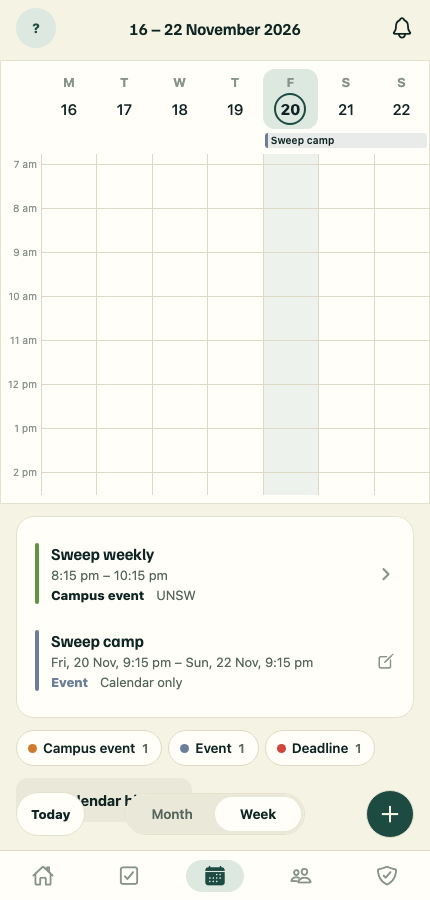 ?
16 – 22 November 2026
M T W T F S S
16 17 18 19 20 21 22
Sweep camp
7 am
8 am
9 am
10 am
11 am
12 pm
1 pm
2 pm
Sweep weekly
8:15 pm – 10:15 pm
Campus event UNSW
Sweep camp
Fri, 20 Nov, 9:15 pm – Sun, 22 Nov, 9:15 pm
Event Calendar only
Campus event 1 Event 1 Deadline 1
Today Month Week